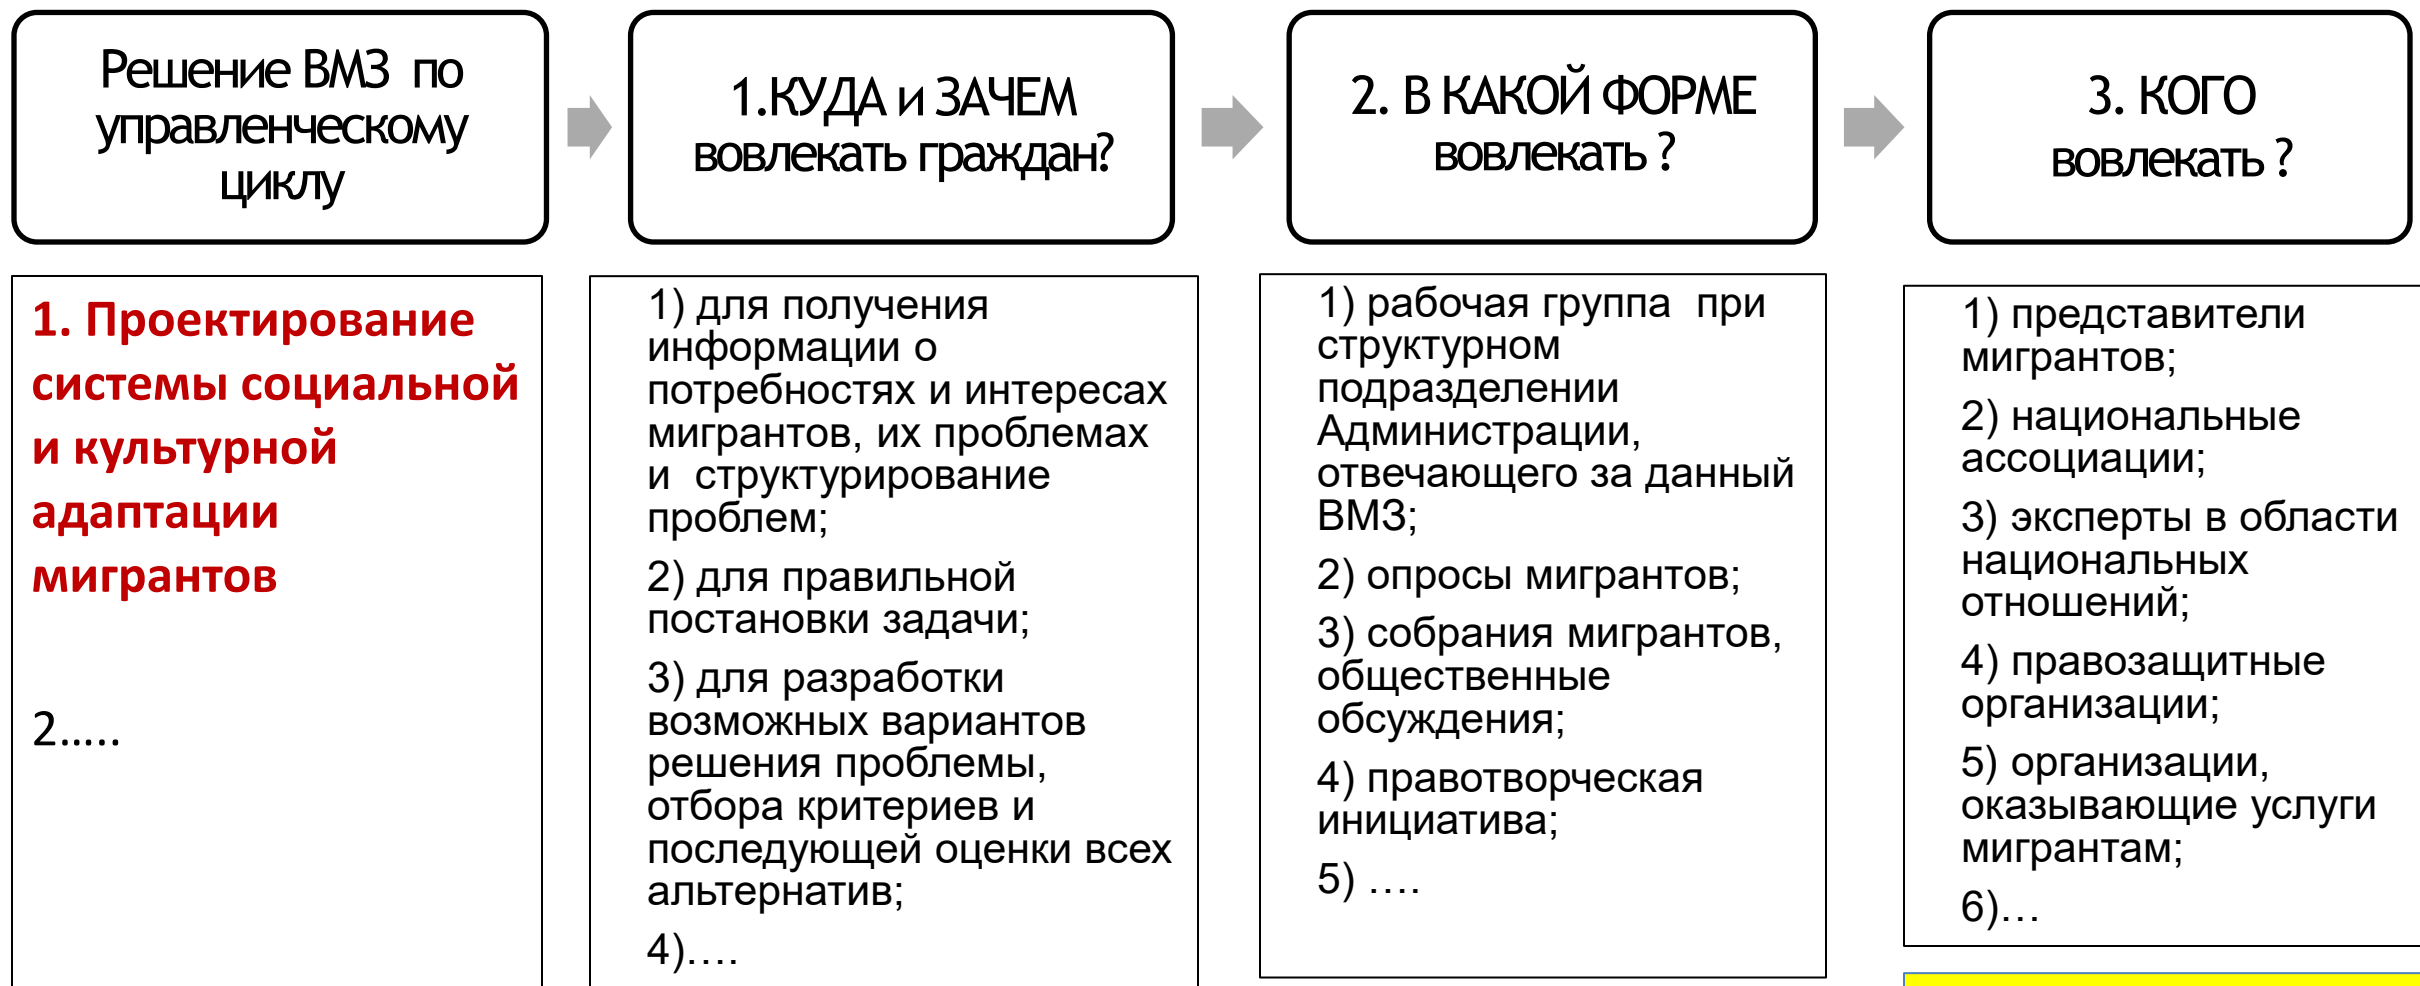 Решение ВМЗ по
управленческому
циклу
1.КУДА и ЗАЧЕМ
вовлекать граждан?
2. В КАКОЙ ФОРМЕ
вовлекать ?
3. КОГО
вовлекать ?
1. Проектирование
системы социальной
и культурной
адаптации
мигрантов
2.....
1) для получения
информации о
потребностях и интересах
мигрантов, их проблемах
и структурирование
проблем;
2) для правильной
постановки задачи;
3) для разработки
возможных вариантов
решения проблемы,
отбора критериев и
последующей оценки всех
альтернатив;
4)….
1) рабочая группа при
структурном
подразделении
Администрации,
отвечающего за данный
ВМЗ;
2) опросы мигрантов;
3) собрания мигрантов,
общественные
обсуждения;
4) правотворческая
инициатива;
5) ….
1) представители
мигрантов;
2) национальные
ассоциации;
3) эксперты в области
национальных
отношений;
4) правозащитные
организации;
5) организации,
оказывающие услуги
мигрантам;
6)…